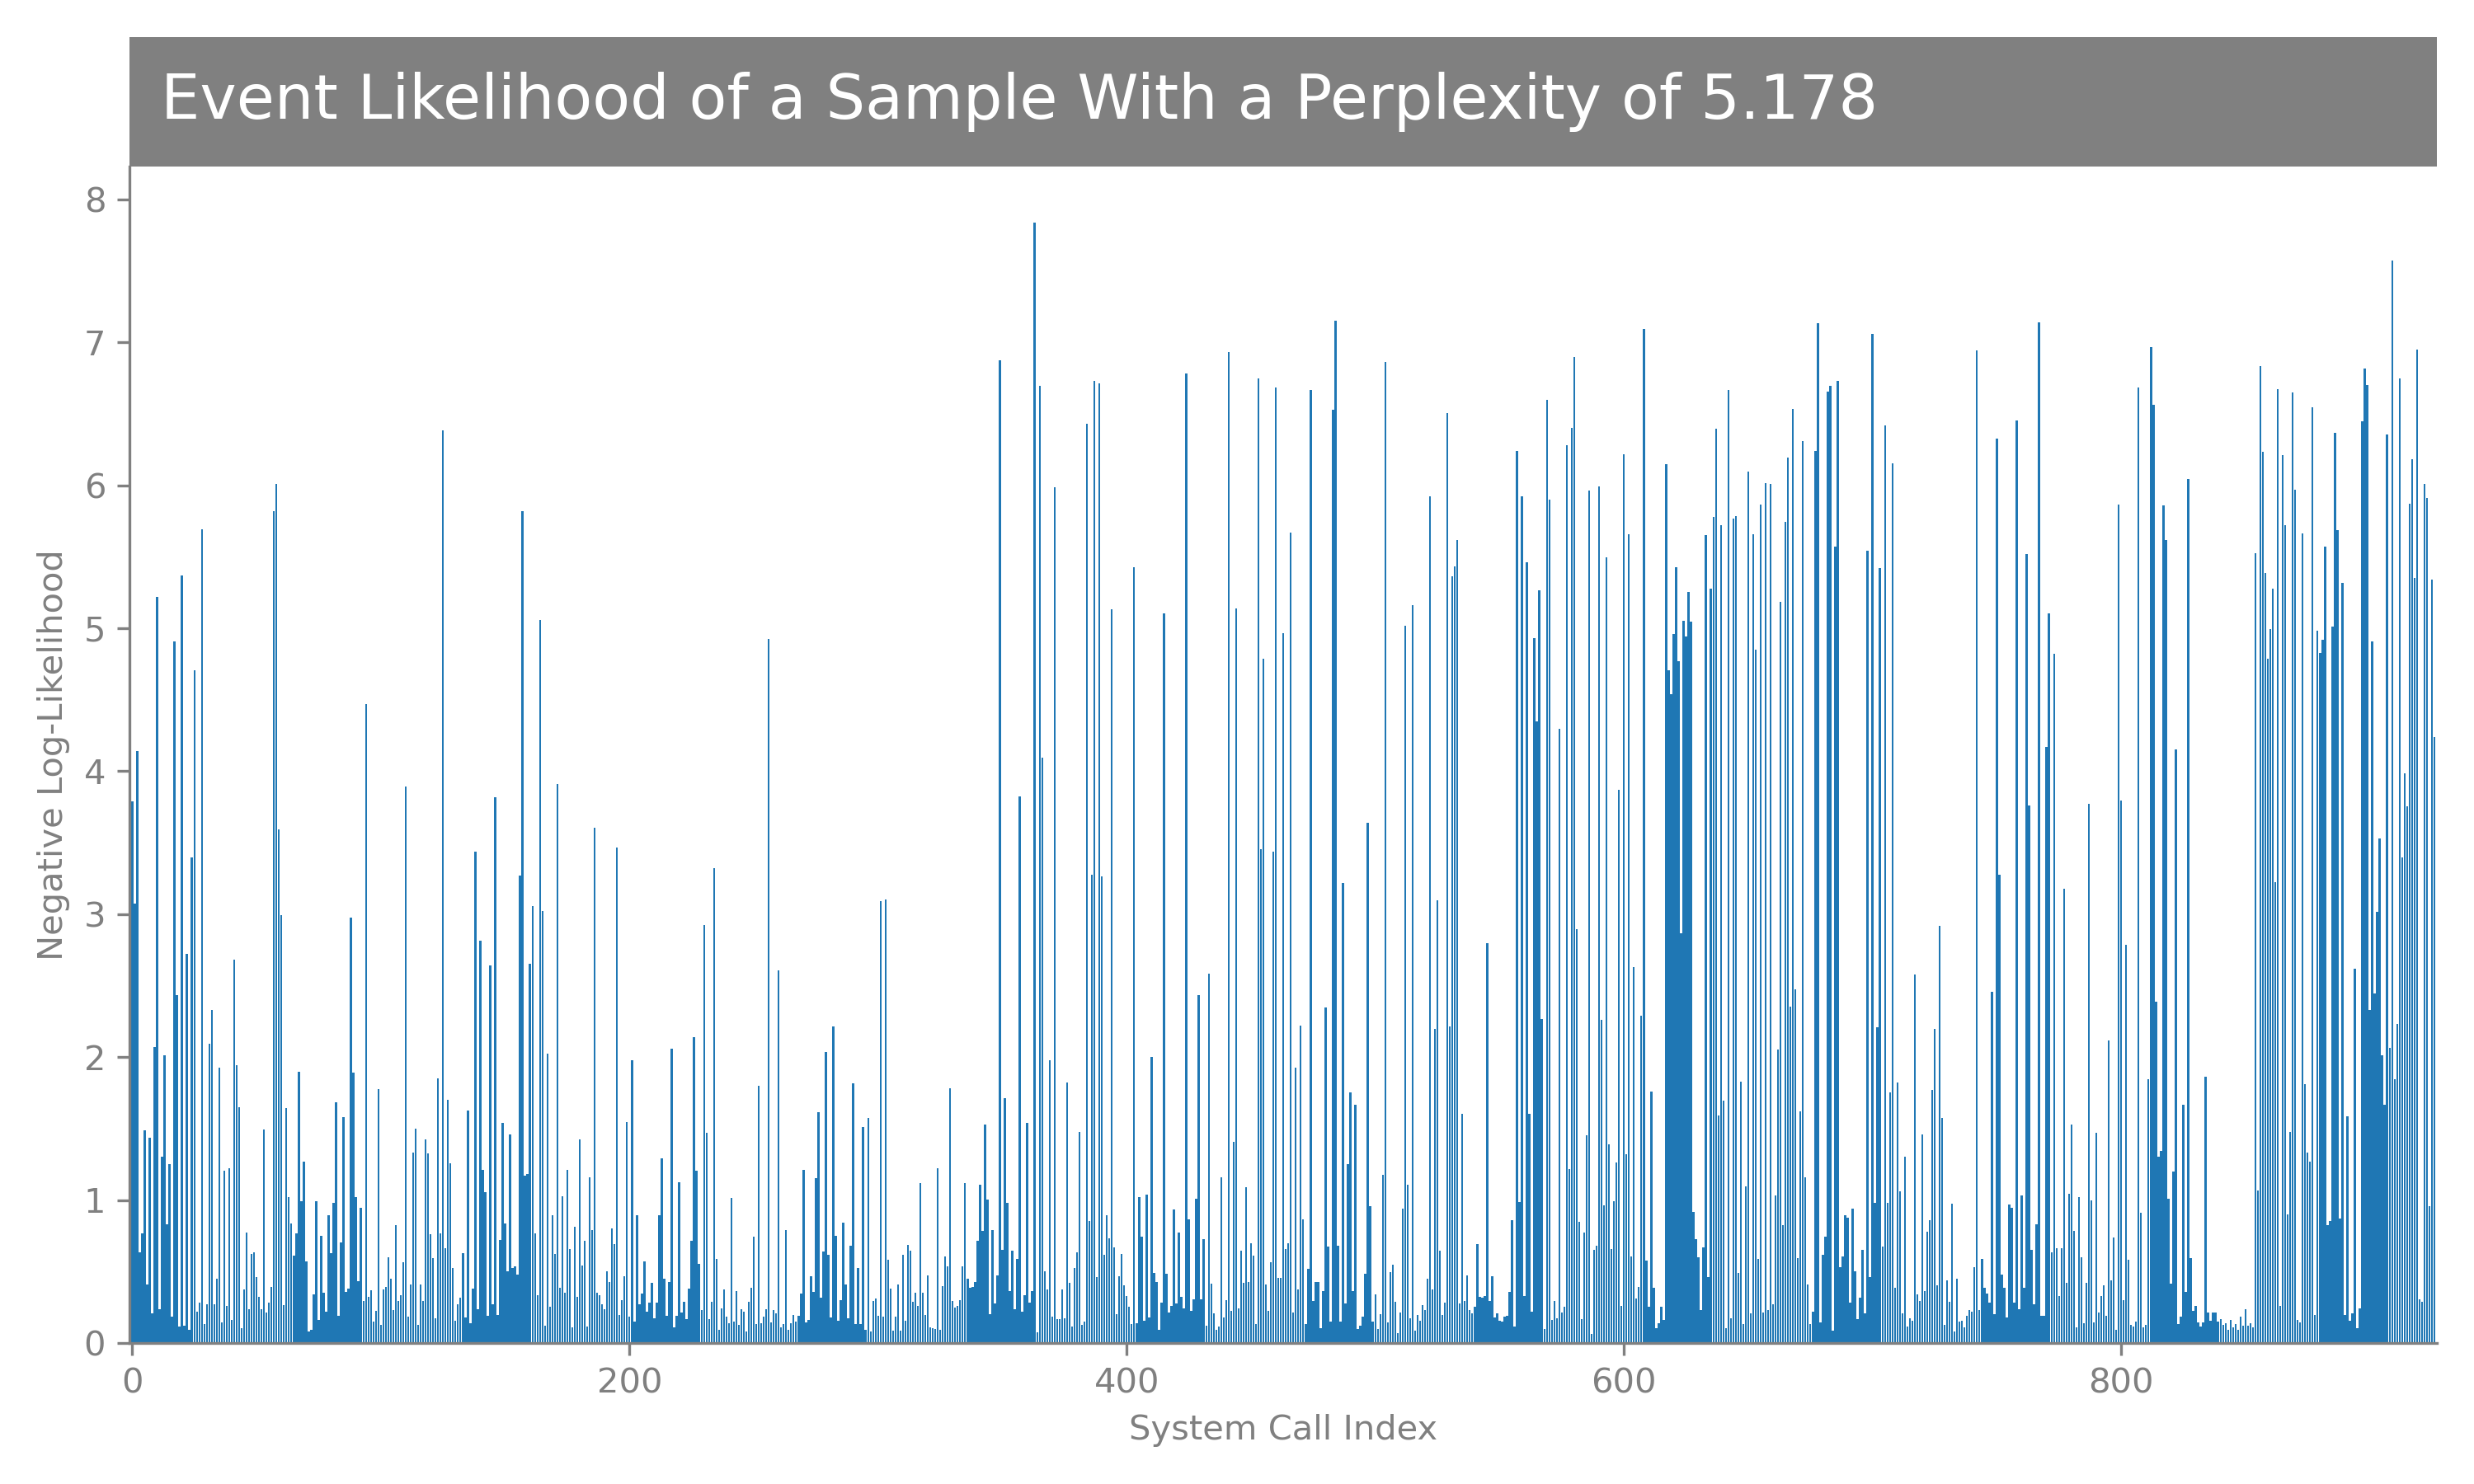 Event Likelihood of a Sample With a Perplexity of 5.178
8
7
6
5
4
3
2
1
0
Negative Log-Likelihood
0 200 400 600 800
System Call Index